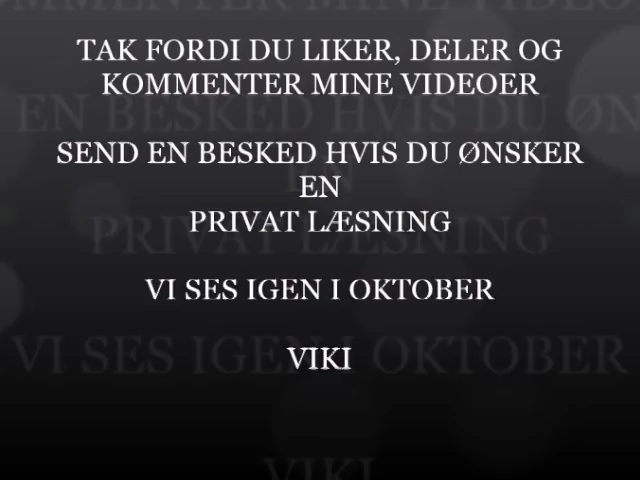 TAK FORDI DU LIKER, DELER OG
KOMMENTER MINE VIDEOER
SEND EN BESKED HVIS DU ØNSKER
EN
PRIVAT LÆSNING
VI SES IGEN I OKTOBER
VIKI